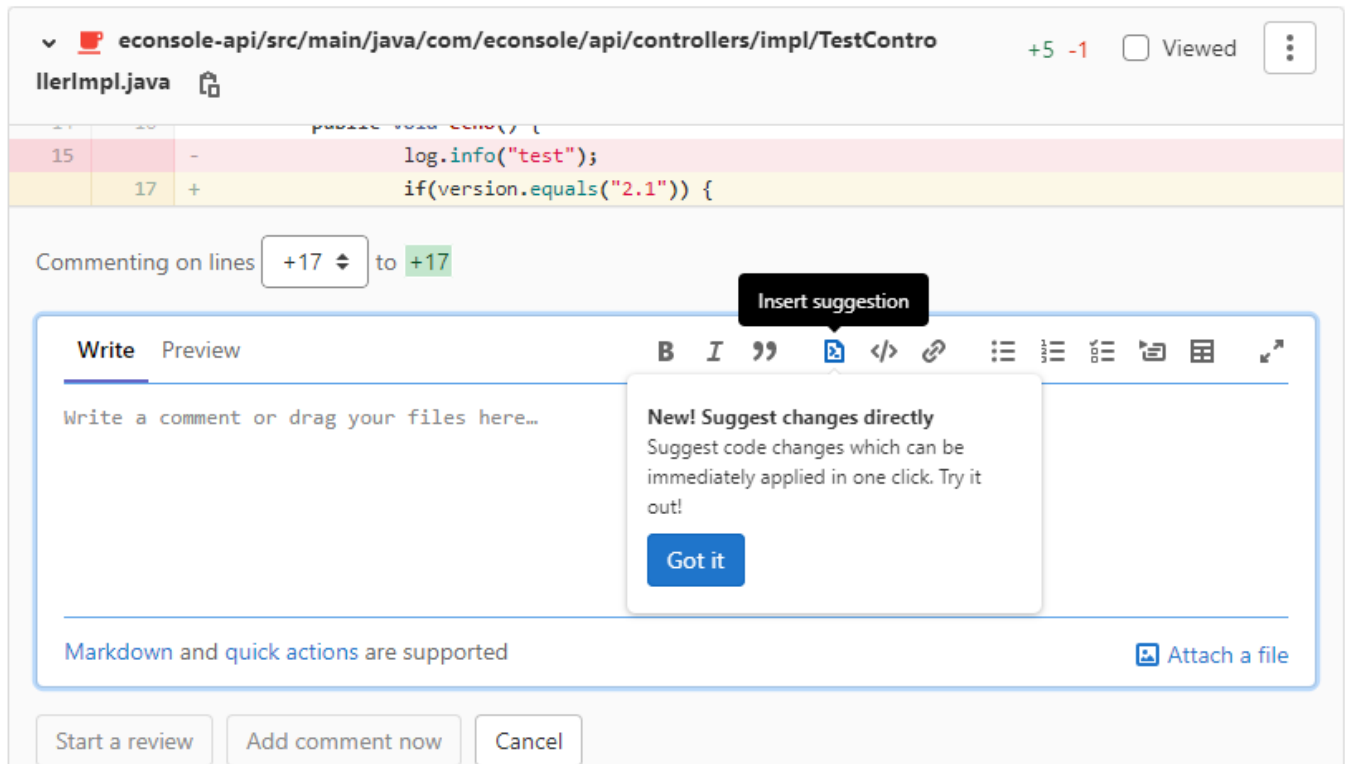 econsole-api/src/main/java/com/econsole/api/controllers/impl/TestContro
llerImpl.java
+5 -1 Viewed
public void echo() {
15 - log.info("test");
17 + if(version.equals("2.1")) {
Commenting on lines +17 to +17
Insert suggestion
Write Preview
Write a comment or drag your files here…
New! Suggest changes directly
Suggest code changes which can be
immediately applied in one click. Try it
out!
Got it
Markdown and quick actions are supported
Attach a file
Start a review Add comment now Cancel